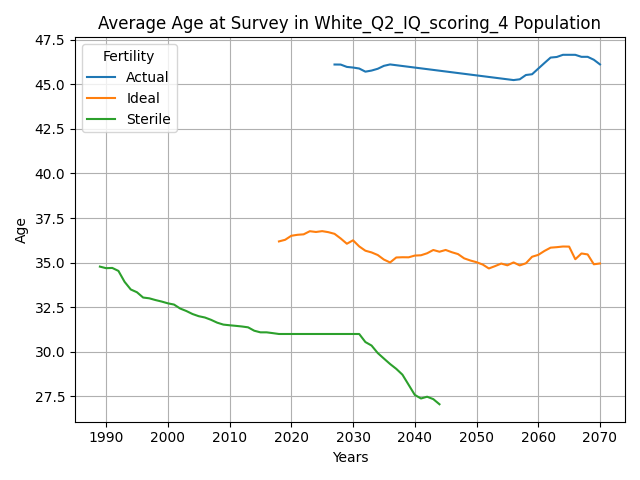 Average Age at Survey in White_Q2_IQ_scoring_4 Population
47.5
45.0
42.5
40.0
37.5
35.0
32.5
30.0
27.5
Age
Fertility
Actual
Ideal
Sterile
1990 2000 2010 2020 2030 2040 2050 2060 2070
Years